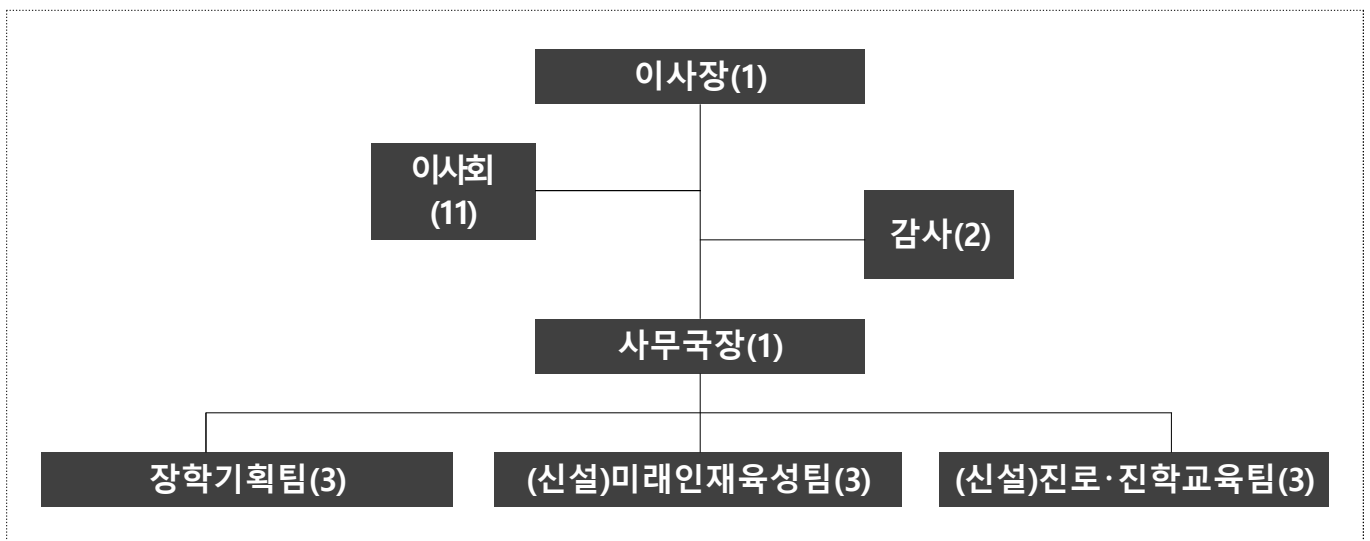 이사장(1)
이사회
(11)
감사(2)
사무국장(1)
장학기획팀(3)
(신설)미래인재육성팀(3)
(신설)진로·진학교육팀(3)